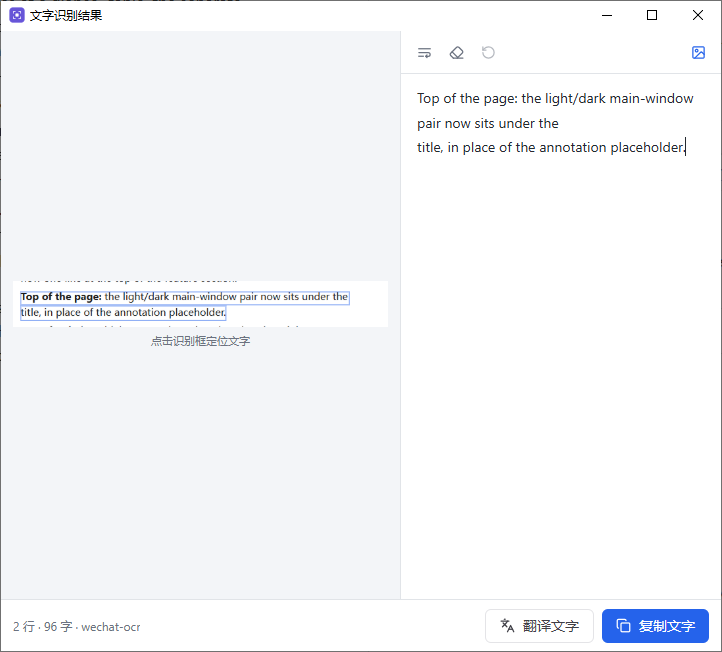 文字识别结果
Top of the page: the light/dark main-window
pair now sits under the
title, in place of the annotation placeholder.
Top of the page: the light/dark main-window pair now sits under the
title, in place of the annotation placeholder.
点击识别框定位文字
2 行 · 96 字 · wechat-ocr
翻译文字
复制文字